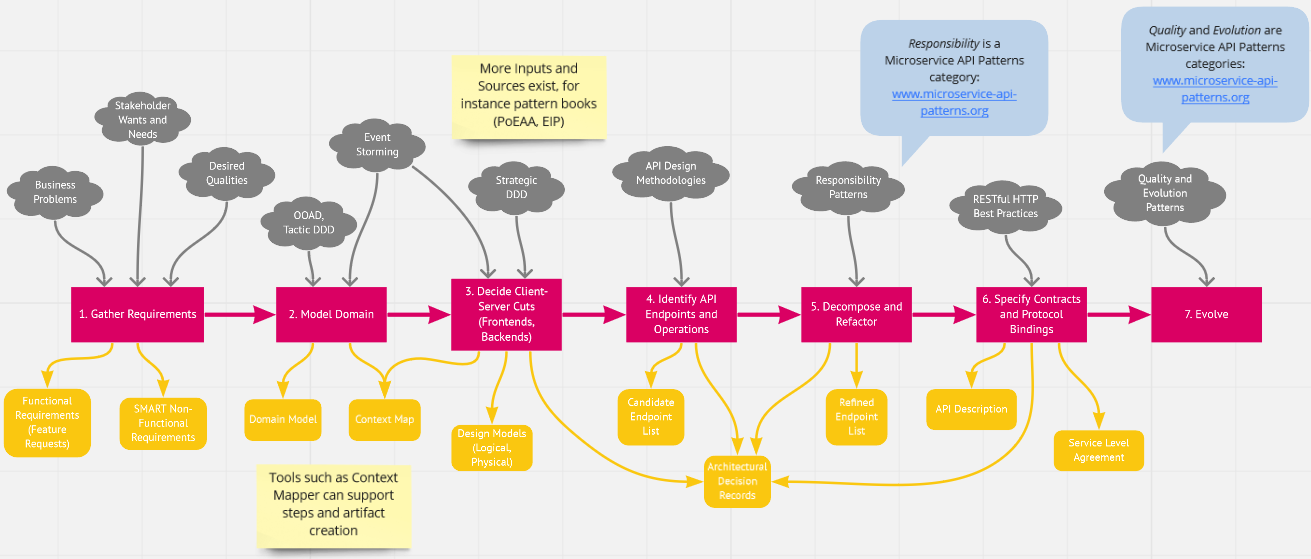 Responsibility is a
Microservice API Patterns
category:
www.microservice-api-
patterns.org
Quality and Evolution are
Microservice API Patterns
categories:
www.microservice-api-
patterns.org
More Inputs and
Sources exist, for
instance pattern books
(PoEAA, EIP)
Stakeholder
Wants and
Needs
Business
Problems
Desired
Qualities
OOAD,
Tactic DDD
Event
Storming
Strategic
DDD
API Design
Methodologies
Responsibility
Patterns
RESTful HTTP
Best Practices
Quality and
Evolution
Patterns
1. Gather Requirements
2. Model Domain
3. Decide Client-
Server Cuts
(Frontends,
Backends)
4. Identify API
Endpoints and
Operations
5. Decompose and
Refactor
6. Specify Contracts
and Protocol
Bindings
7. Evolve
Functional
Requirements
(Feature
Requests)
SMART Non-
Functional
Requirements
Domain Model
Context Map
Design Models
(Logical,
Physical)
Candidate
Endpoint
List
Architectural
Decision
Records
Refined
Endpoint
List
API Description
Service Level
Agreement
Tools such as Context
Mapper can support
steps and artifact
creation